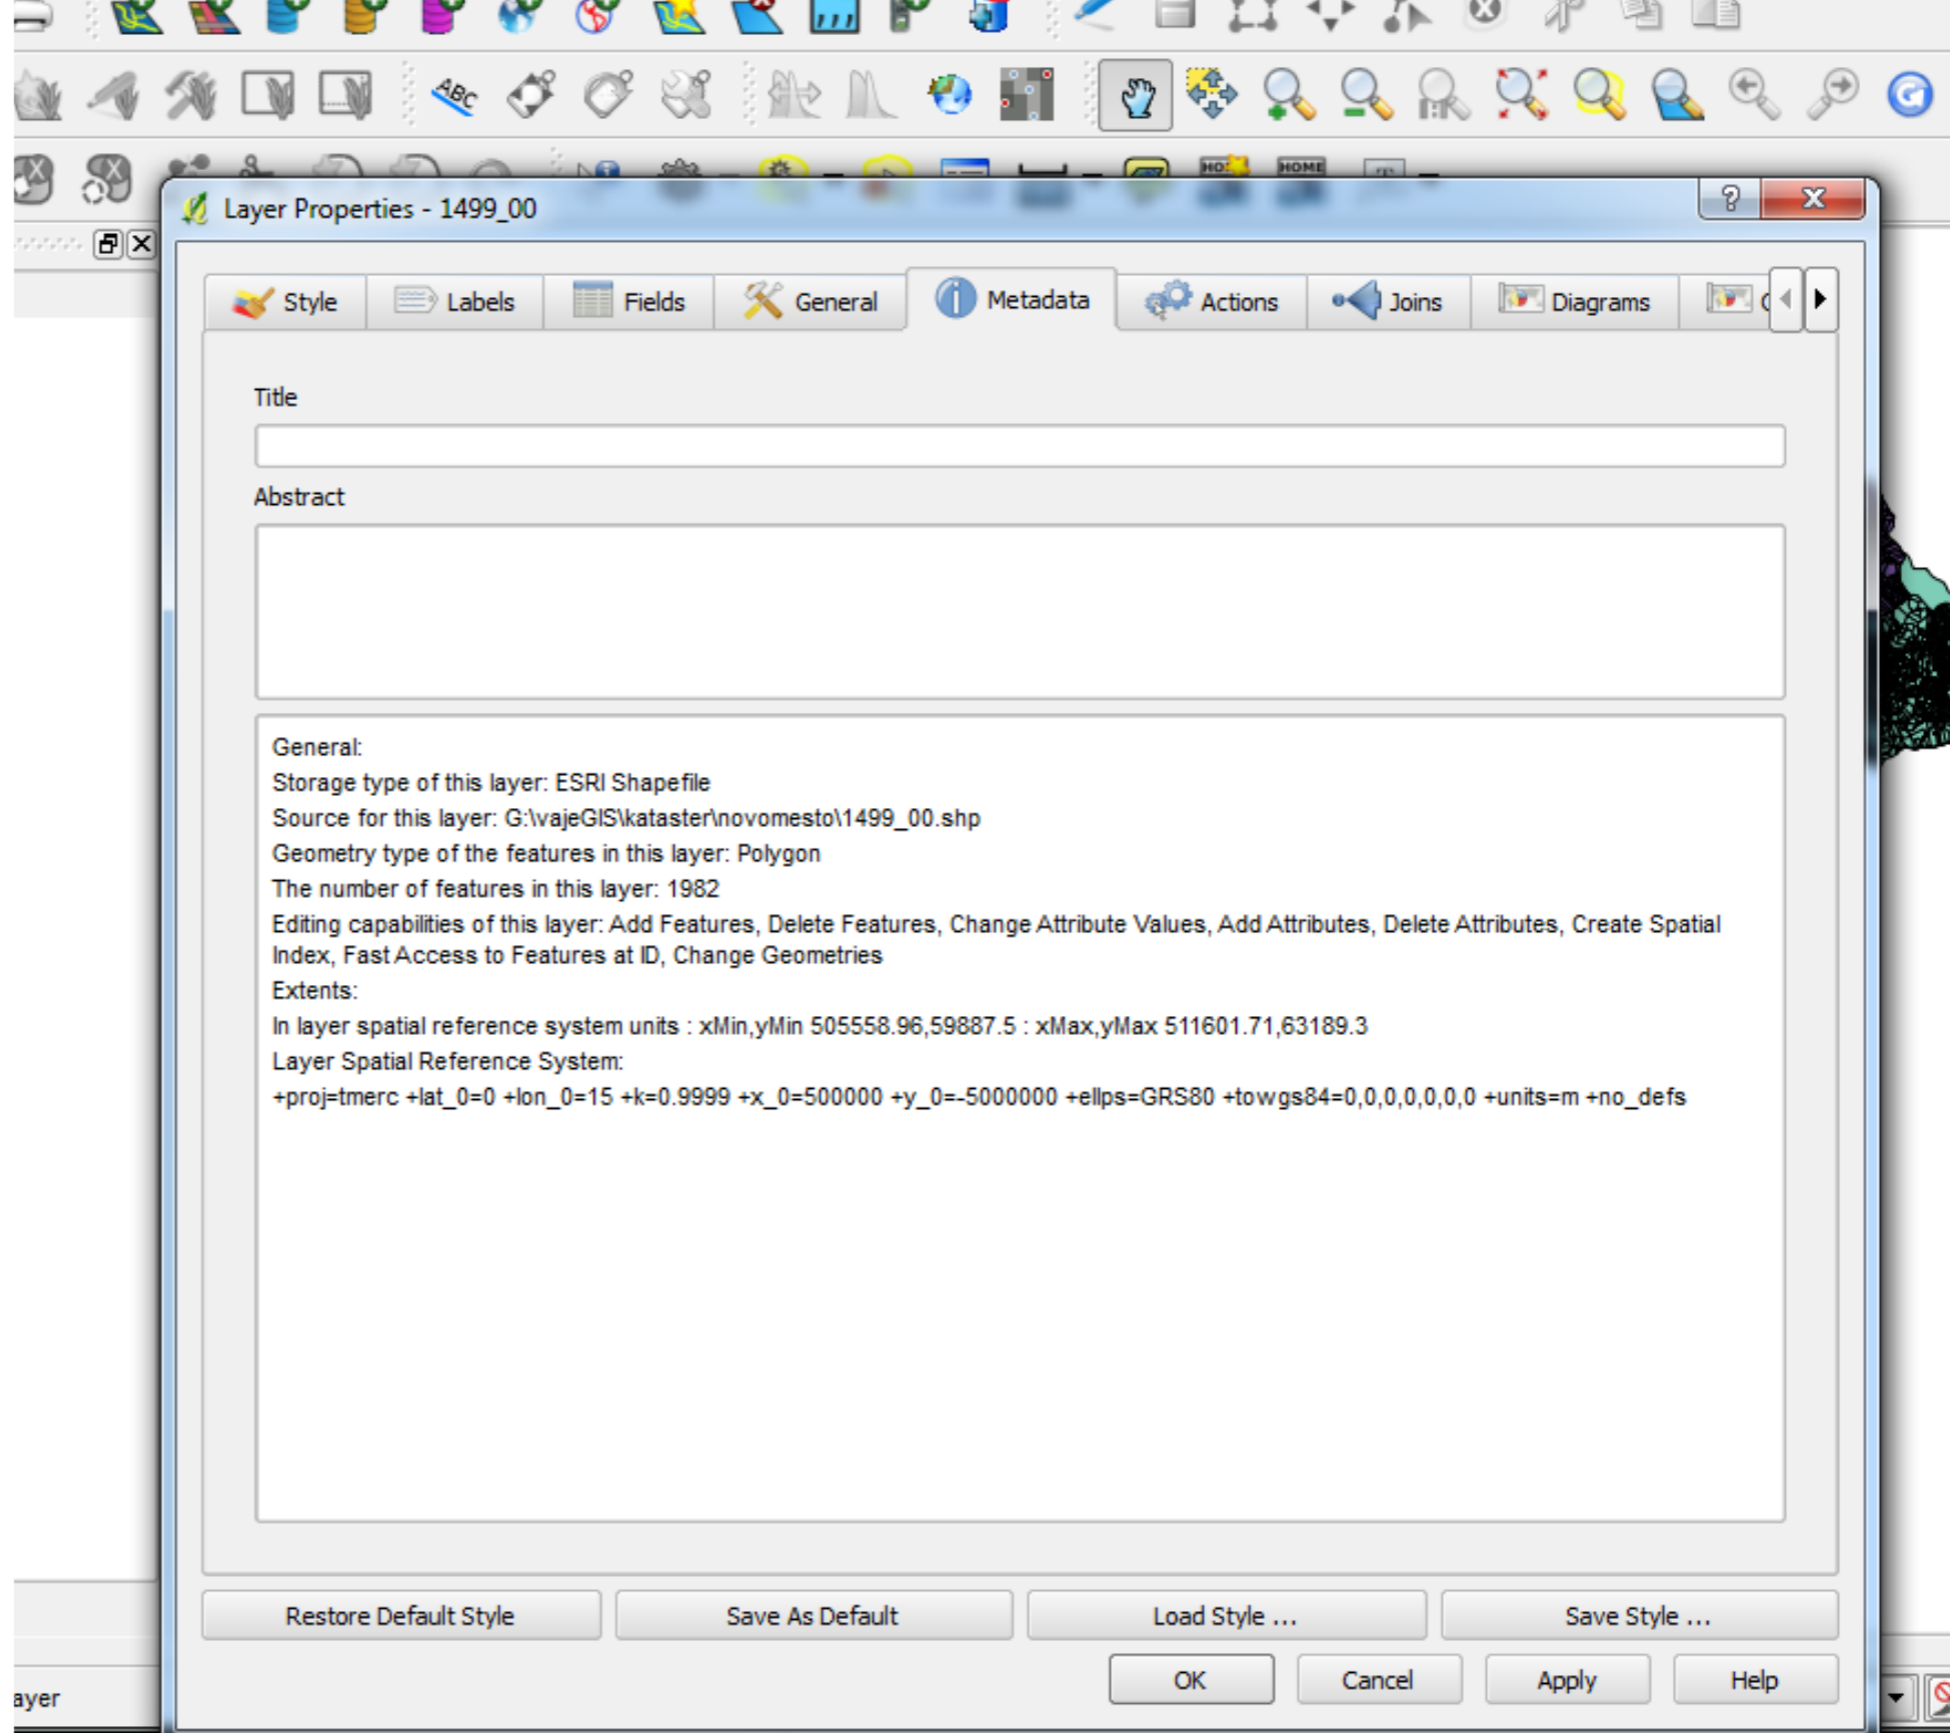 ABC
HOME
Layer Properties - 1499_00
Style
Labels
Fields
General
Metadata
Actions
Joins
Diagrams
Title
Abstract
General:
Storage type of this layer: ESRI Shapefile
Source for this layer: G:\vajeGIS\kataster\novomesto\1499_00.shp
Geometry type of the features in this layer: Polygon
The number of features in this layer: 1982
Editing capabilities of this layer: Add Features, Delete Features, Change Attribute Values, Add Attributes, Delete Attributes, Create Spatial
Index, Fast Access to Features at ID, Change Geometries
Extents:
In layer spatial reference system units : xMin,yMin 505558.96,59887.5 : xMax,yMax 511601.71,63189.3
Layer Spatial Reference System:
+proj=tmerc +lat_0=0 +lon_0=15 +k=0.9999 +x_0=500000 +y_0=-5000000 +ellps=GRS80 +towgs84=0,0,0,0,0,0,0 +units=m +no_defs
Restore Default Style
Save As Default
Load Style ...
Save Style ...
OK
Cancel
Apply
Help
ayer